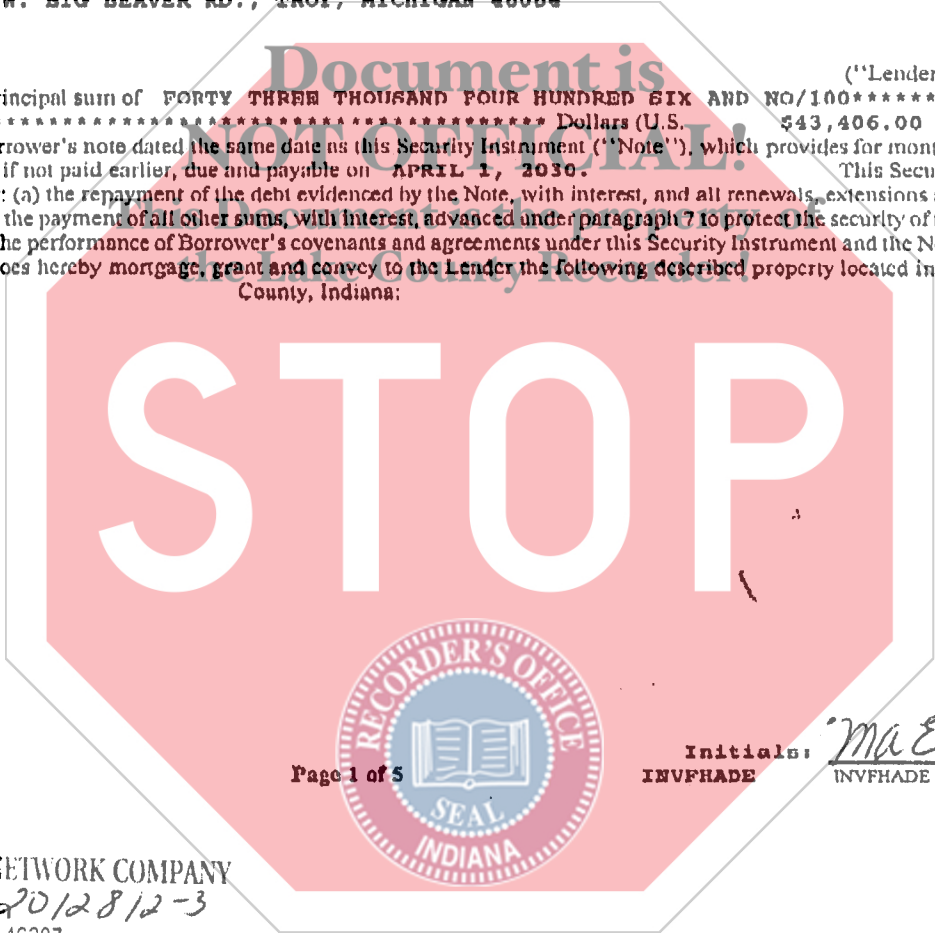 W. BIG BEAVER RD., TROY, MICHIGAN 48084
Document is
("Lender
rincipal sum of FORTY THREE THOUSAND FOUR HUNDRED SIX AND NO/100*******
********************************** Dollars (U.S. $43,406.00
NOT OFFICIAL!
rrower's note dated the same date as this Security Instrument ("Note"), which provides for mont
if not paid earlier, due and payable on APRIL 1, 2030. This Secu
: (a) the repayment of the debt evidenced by the Note, with interest, and all renewals, extensions
This Document is the property of
the payment of all other sums, with interest, advanced under paragraph 7 to protect the security of
he performance of Borrower's covenants and agreements under this Security Instrument and the N
the Lake County Recorder!
oes hereby mortgage, grant and convey to the Lender the following described property located in
County, Indiana:
STOP
RECORDER'S OFFICE
SEAL
INDIANA
Initials: Ma E
Page 1 of 5
INVFHADE
INVFHADE
ETWORK COMPANY
2012812-3